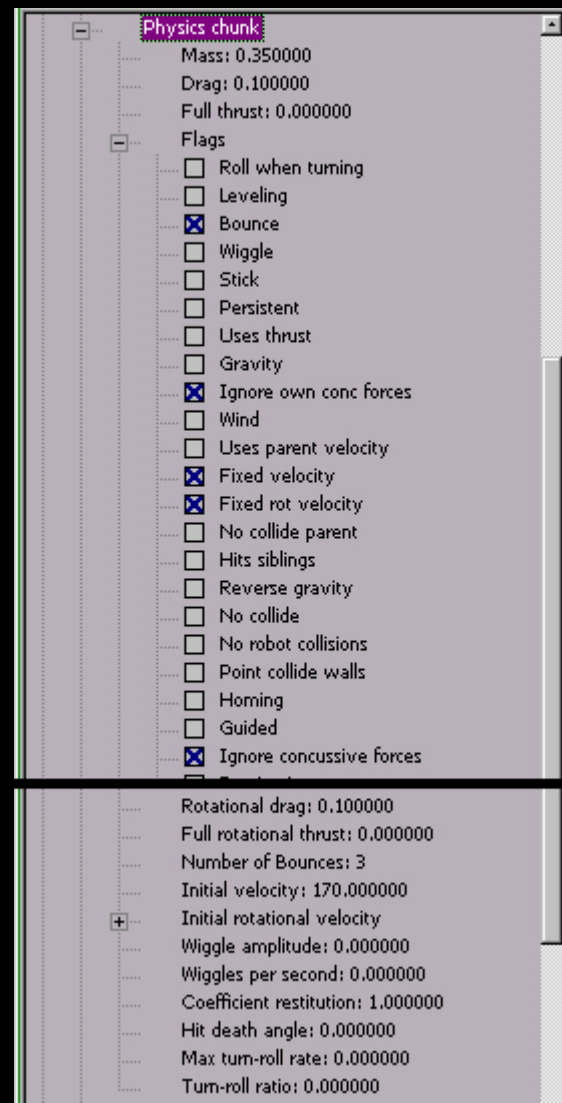 Physics chunk
Mass: 0.350000
Drag: 0.100000
Full thrust: 0.000000
Flags
Roll when turning
Leveling
Bounce
Wiggle
Stick
Persistent
Uses thrust
Gravity
Ignore own conc forces
Wind
Uses parent velocity
Fixed velocity
Fixed rot velocity
No collide parent
Hits siblings
Reverse gravity
No collide
No robot collisions
Point collide walls
Homing
Guided
Ignore concussive forces
Rotational drag: 0.100000
Full rotational thrust: 0.000000
Number of Bounces: 3
Initial velocity: 170.000000
Initial rotational velocity
Wiggle amplitude: 0.000000
Wiggles per second: 0.000000
Coefficient restitution: 1.000000
Hit death angle: 0.000000
Max turn-roll rate: 0.000000
Turn-roll ratio: 0.000000